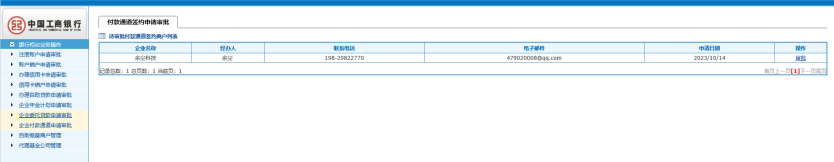 中国工商银行
银行柜台业务操作
注册账户申请审批
账户销户申请审批
办理信用卡申请审批
信用卡销户申请审批
办理自助贷款申请审批
企业年金计划申请审批
企业委托贷款申请审批
企业付款通道申请审批
自助缴费商户管理
代理基金公司管理
付款通道签约申请审批
待审批付款通道签约商户列表
企业名称 经办人 联系电话 电子邮件 申请日期 操作
余尘科技 余尘 198-29822770 479020008@qq.com 2023/10/14 审批
记录总数：1 总页数：1 当前页：1
首页上一页[1]下一页尾页